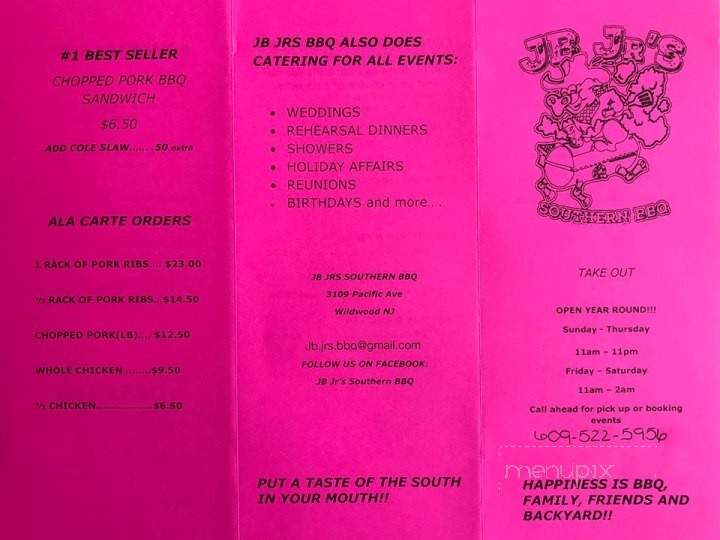 #1 BEST SELLER
CHOPPED PORK BBQ
SANDWICH
$6.50
ADD COLE SLAW...... .50 extra
ALA CARTE ORDERS
1 RACK OF PORK RIBS.... $23.00
½ RACK OF PORK RIBS.. $14.50
CHOPPED PORK(LB).... $12.50
WHOLE CHICKEN.........$9.50
½ CHICKEN...................$6.50
JB JRS BBQ ALSO DOES
CATERING FOR ALL EVENTS:
• WEDDINGS
• REHEARSAL DINNERS
• SHOWERS
• HOLIDAY AFFAIRS
• REUNIONS
• BIRTHDAYS and more....
JB JRS SOUTHERN BBQ
3109 Pacific Ave
Wildwood NJ
Jb.jrs.bbq@gmail.com
FOLLOW US ON FACEBOOK:
JB Jr's Southern BBQ
PUT A TASTE OF THE SOUTH
IN YOUR MOUTH!!
JB JR'S
SOUTHERN BBQ
TAKE OUT
OPEN YEAR ROUND!!!
Sunday - Thursday
11am – 11pm
Friday – Saturday
11am – 2am
Call ahead for pick up or booking
events
609-522-5956
menupix
HAPPINESS IS BBQ,
FAMILY, FRIENDS AND
BACKYARD!!